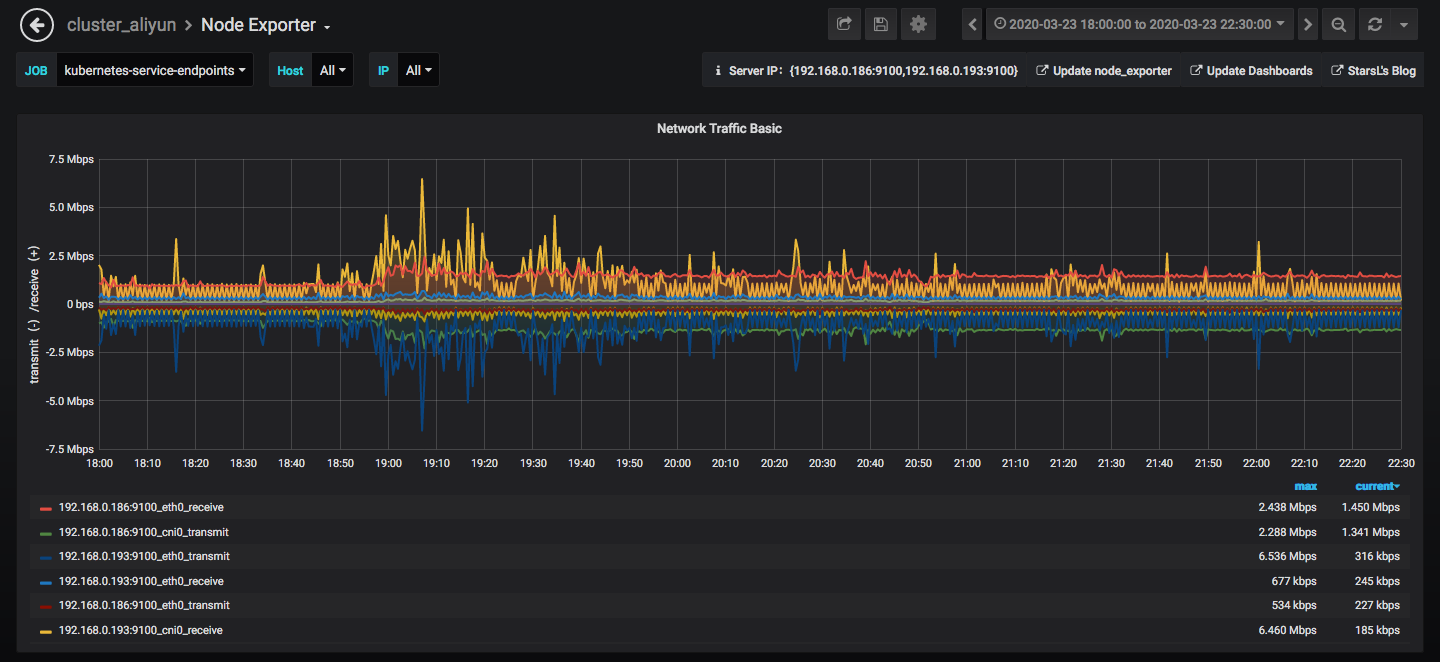 cluster_aliyun > Node Exporter
2020-03-23 18:00:00 to 2020-03-23 22:30:00
JOB kubernetes-service-endpoints Host All IP All
Server IP：{192.168.0.186:9100,192.168.0.193:9100} Update node_exporter Update Dashboards StarsL's Blog
Network Traffic Basic
transmit (-) /receive (+)
7.5 Mbps
5.0 Mbps
2.5 Mbps
0 bps
-2.5 Mbps
-5.0 Mbps
-7.5 Mbps
18:00 18:10 18:20 18:30 18:40 18:50 19:00 19:10 19:20 19:30 19:40 19:50 20:00 20:10 20:20 20:30 20:40 20:50 21:00 21:10 21:20 21:30 21:40 21:50 22:00 22:10 22:20 22:30
max current
192.168.0.186:9100_eth0_receive 2.438 Mbps 1.450 Mbps
192.168.0.186:9100_cni0_transmit 2.288 Mbps 1.341 Mbps
192.168.0.193:9100_eth0_transmit 6.536 Mbps 316 kbps
192.168.0.193:9100_eth0_receive 677 kbps 245 kbps
192.168.0.186:9100_eth0_transmit 534 kbps 227 kbps
192.168.0.193:9100_cni0_receive 6.460 Mbps 185 kbps